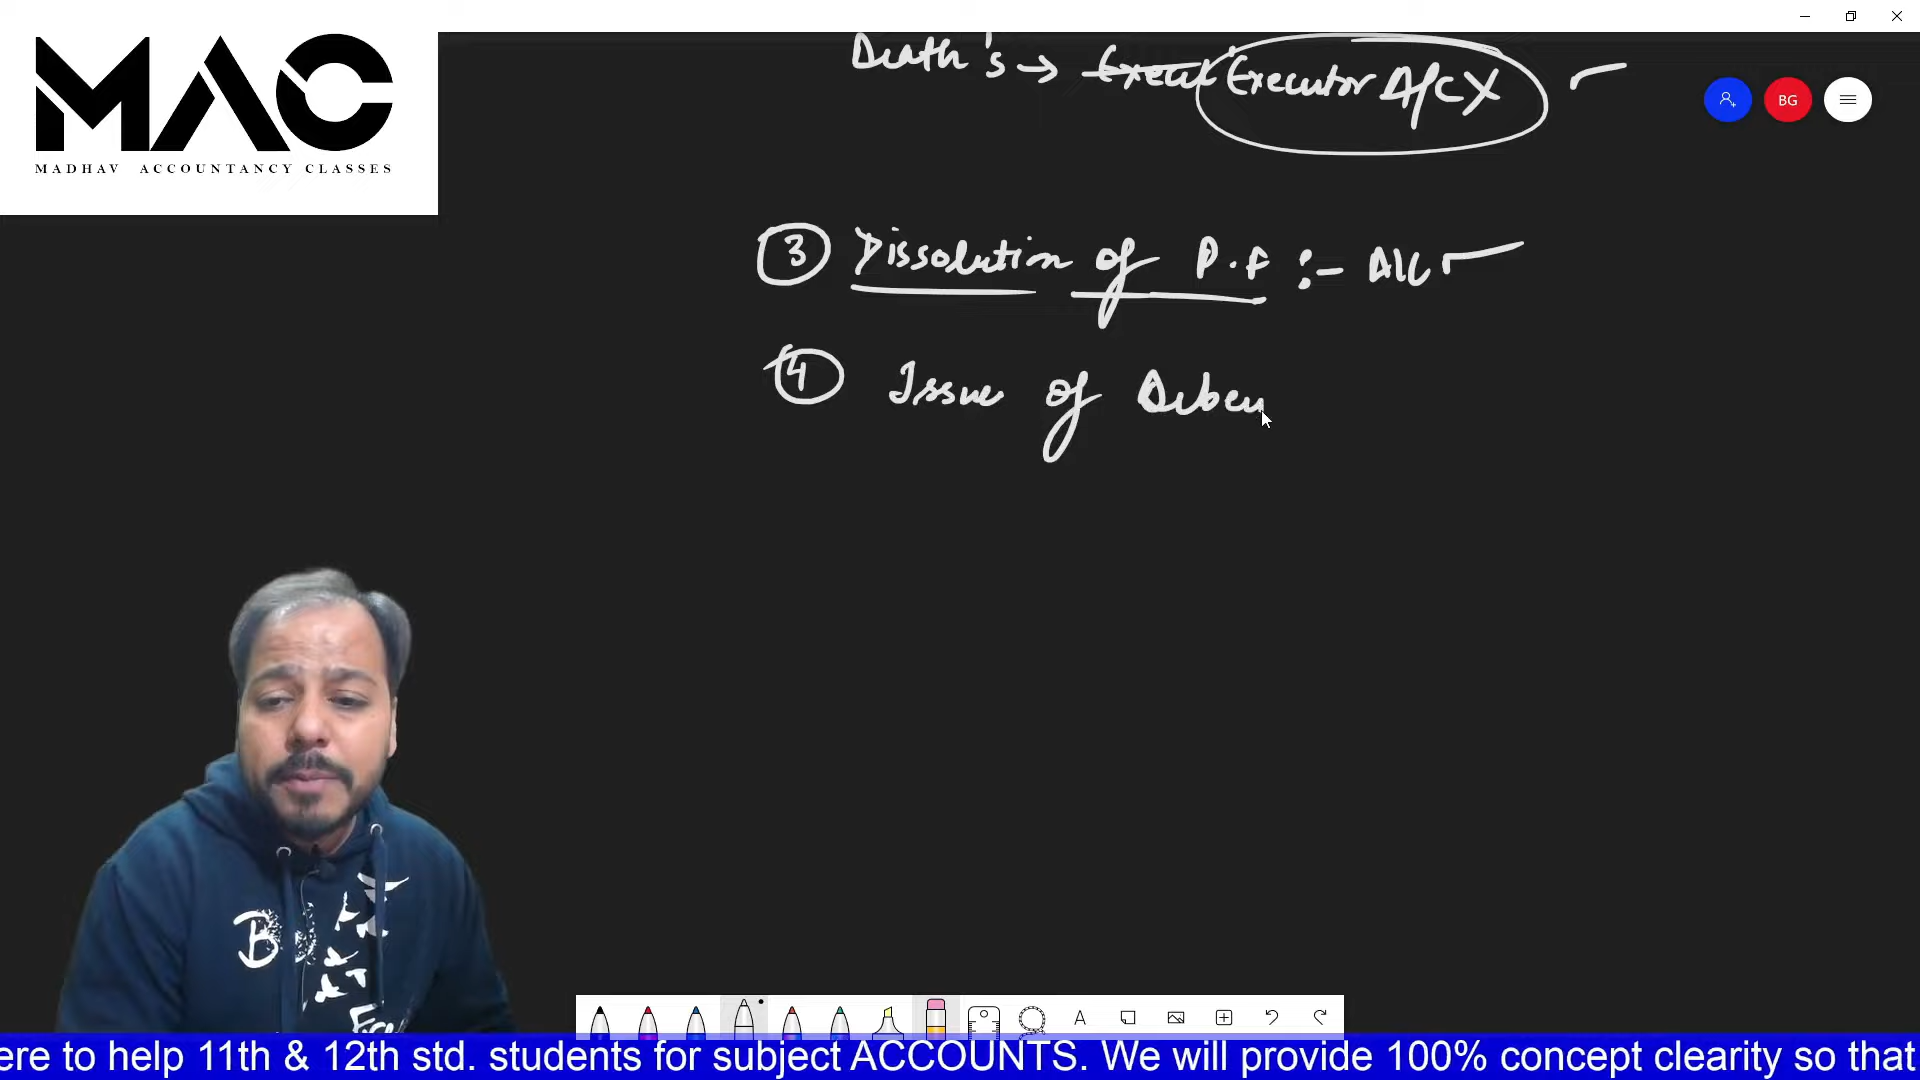 MAC
MADHAV ACCOUNTANCY CLASSES
Death's → Executor A/C X
BG
3 Dissolution of P.F :- A/C
4 Issue of Deben
A
ere to help 11th & 12th std. students for subject ACCOUNTS. We will provide 100% concept clearity so that